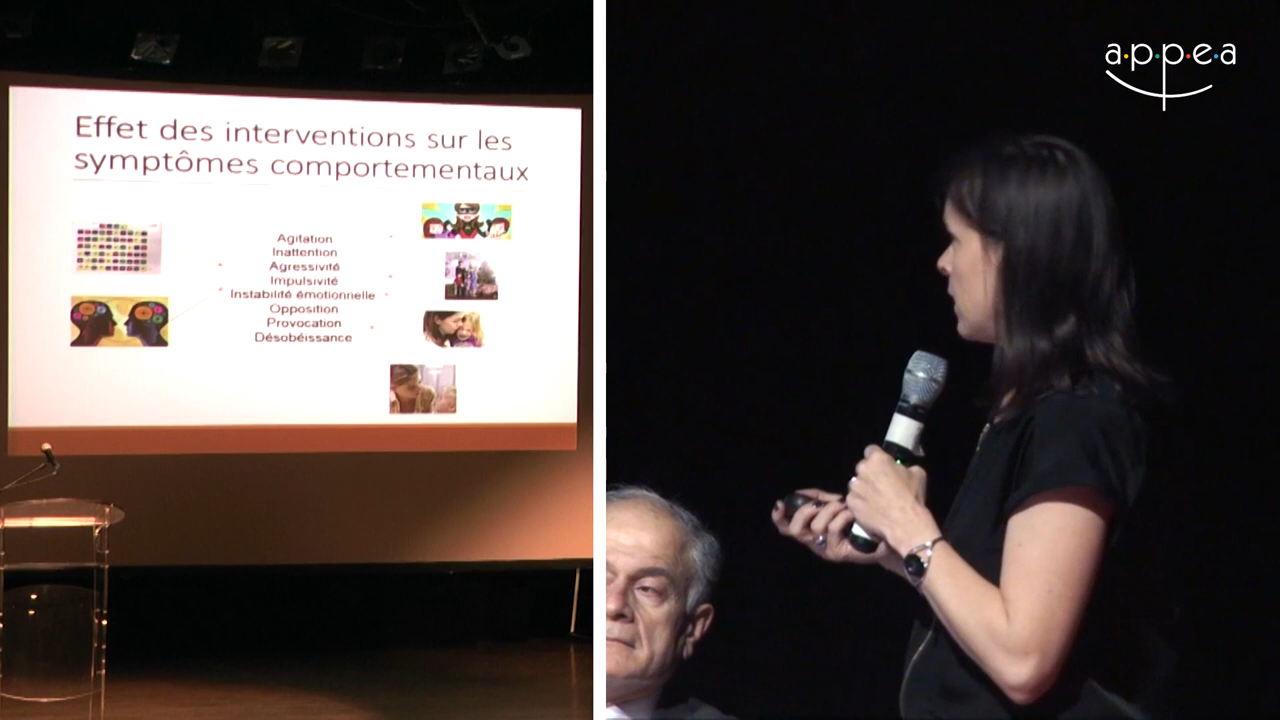 Effet des interventions sur les
symptômes comportementaux
Agitation
Inattention
Agressivité
Impulsivité
Instabilité émotionnelle
Opposition
Provocation
Désobéissance
a·p·p·e·a